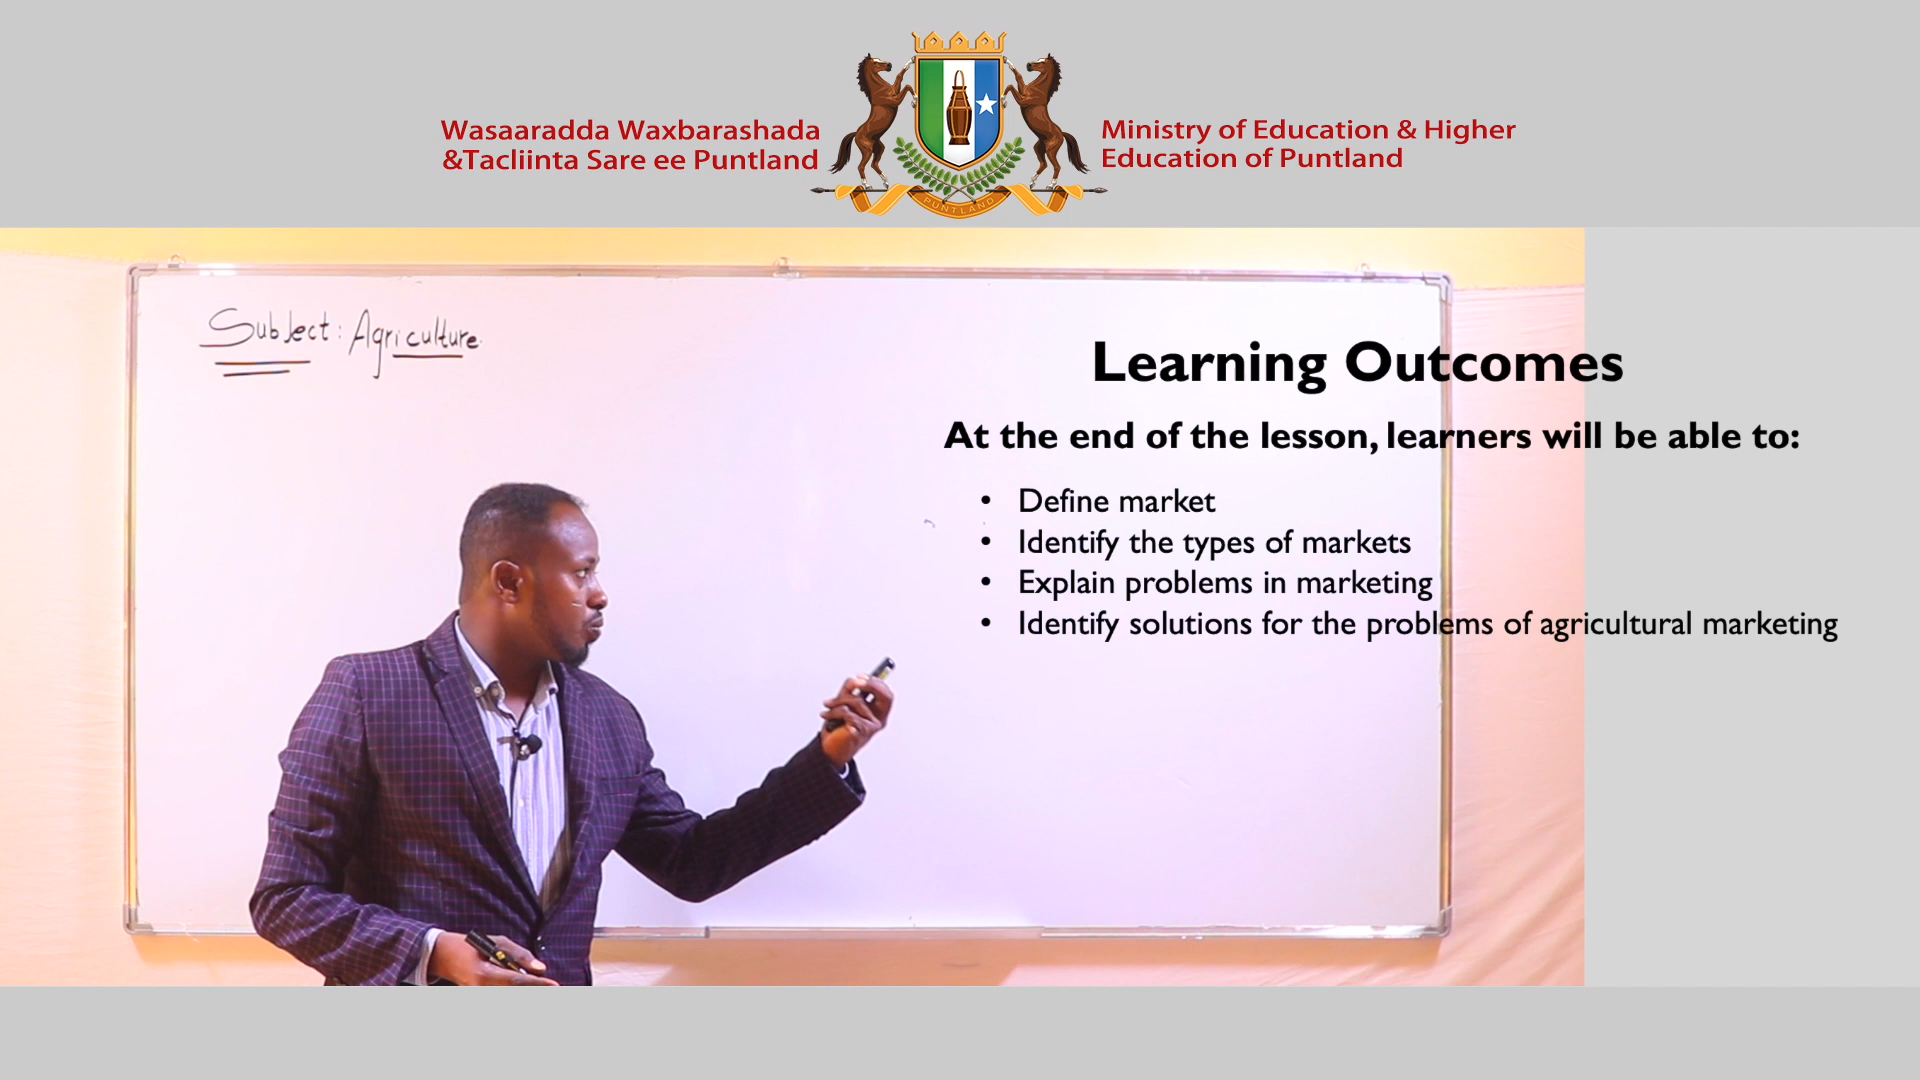 Wasaaradda Waxbarashada
&Tacliinta Sare ee Puntland
Ministry of Education & Higher
Education of Puntland
PUNTLAND
Subject: Agriculture.
Learning Outcomes
At the end of the lesson, learners will be able to:
• Define market
• Identify the types of markets
• Explain problems in marketing
• Identify solutions for the problems of agricultural marketing